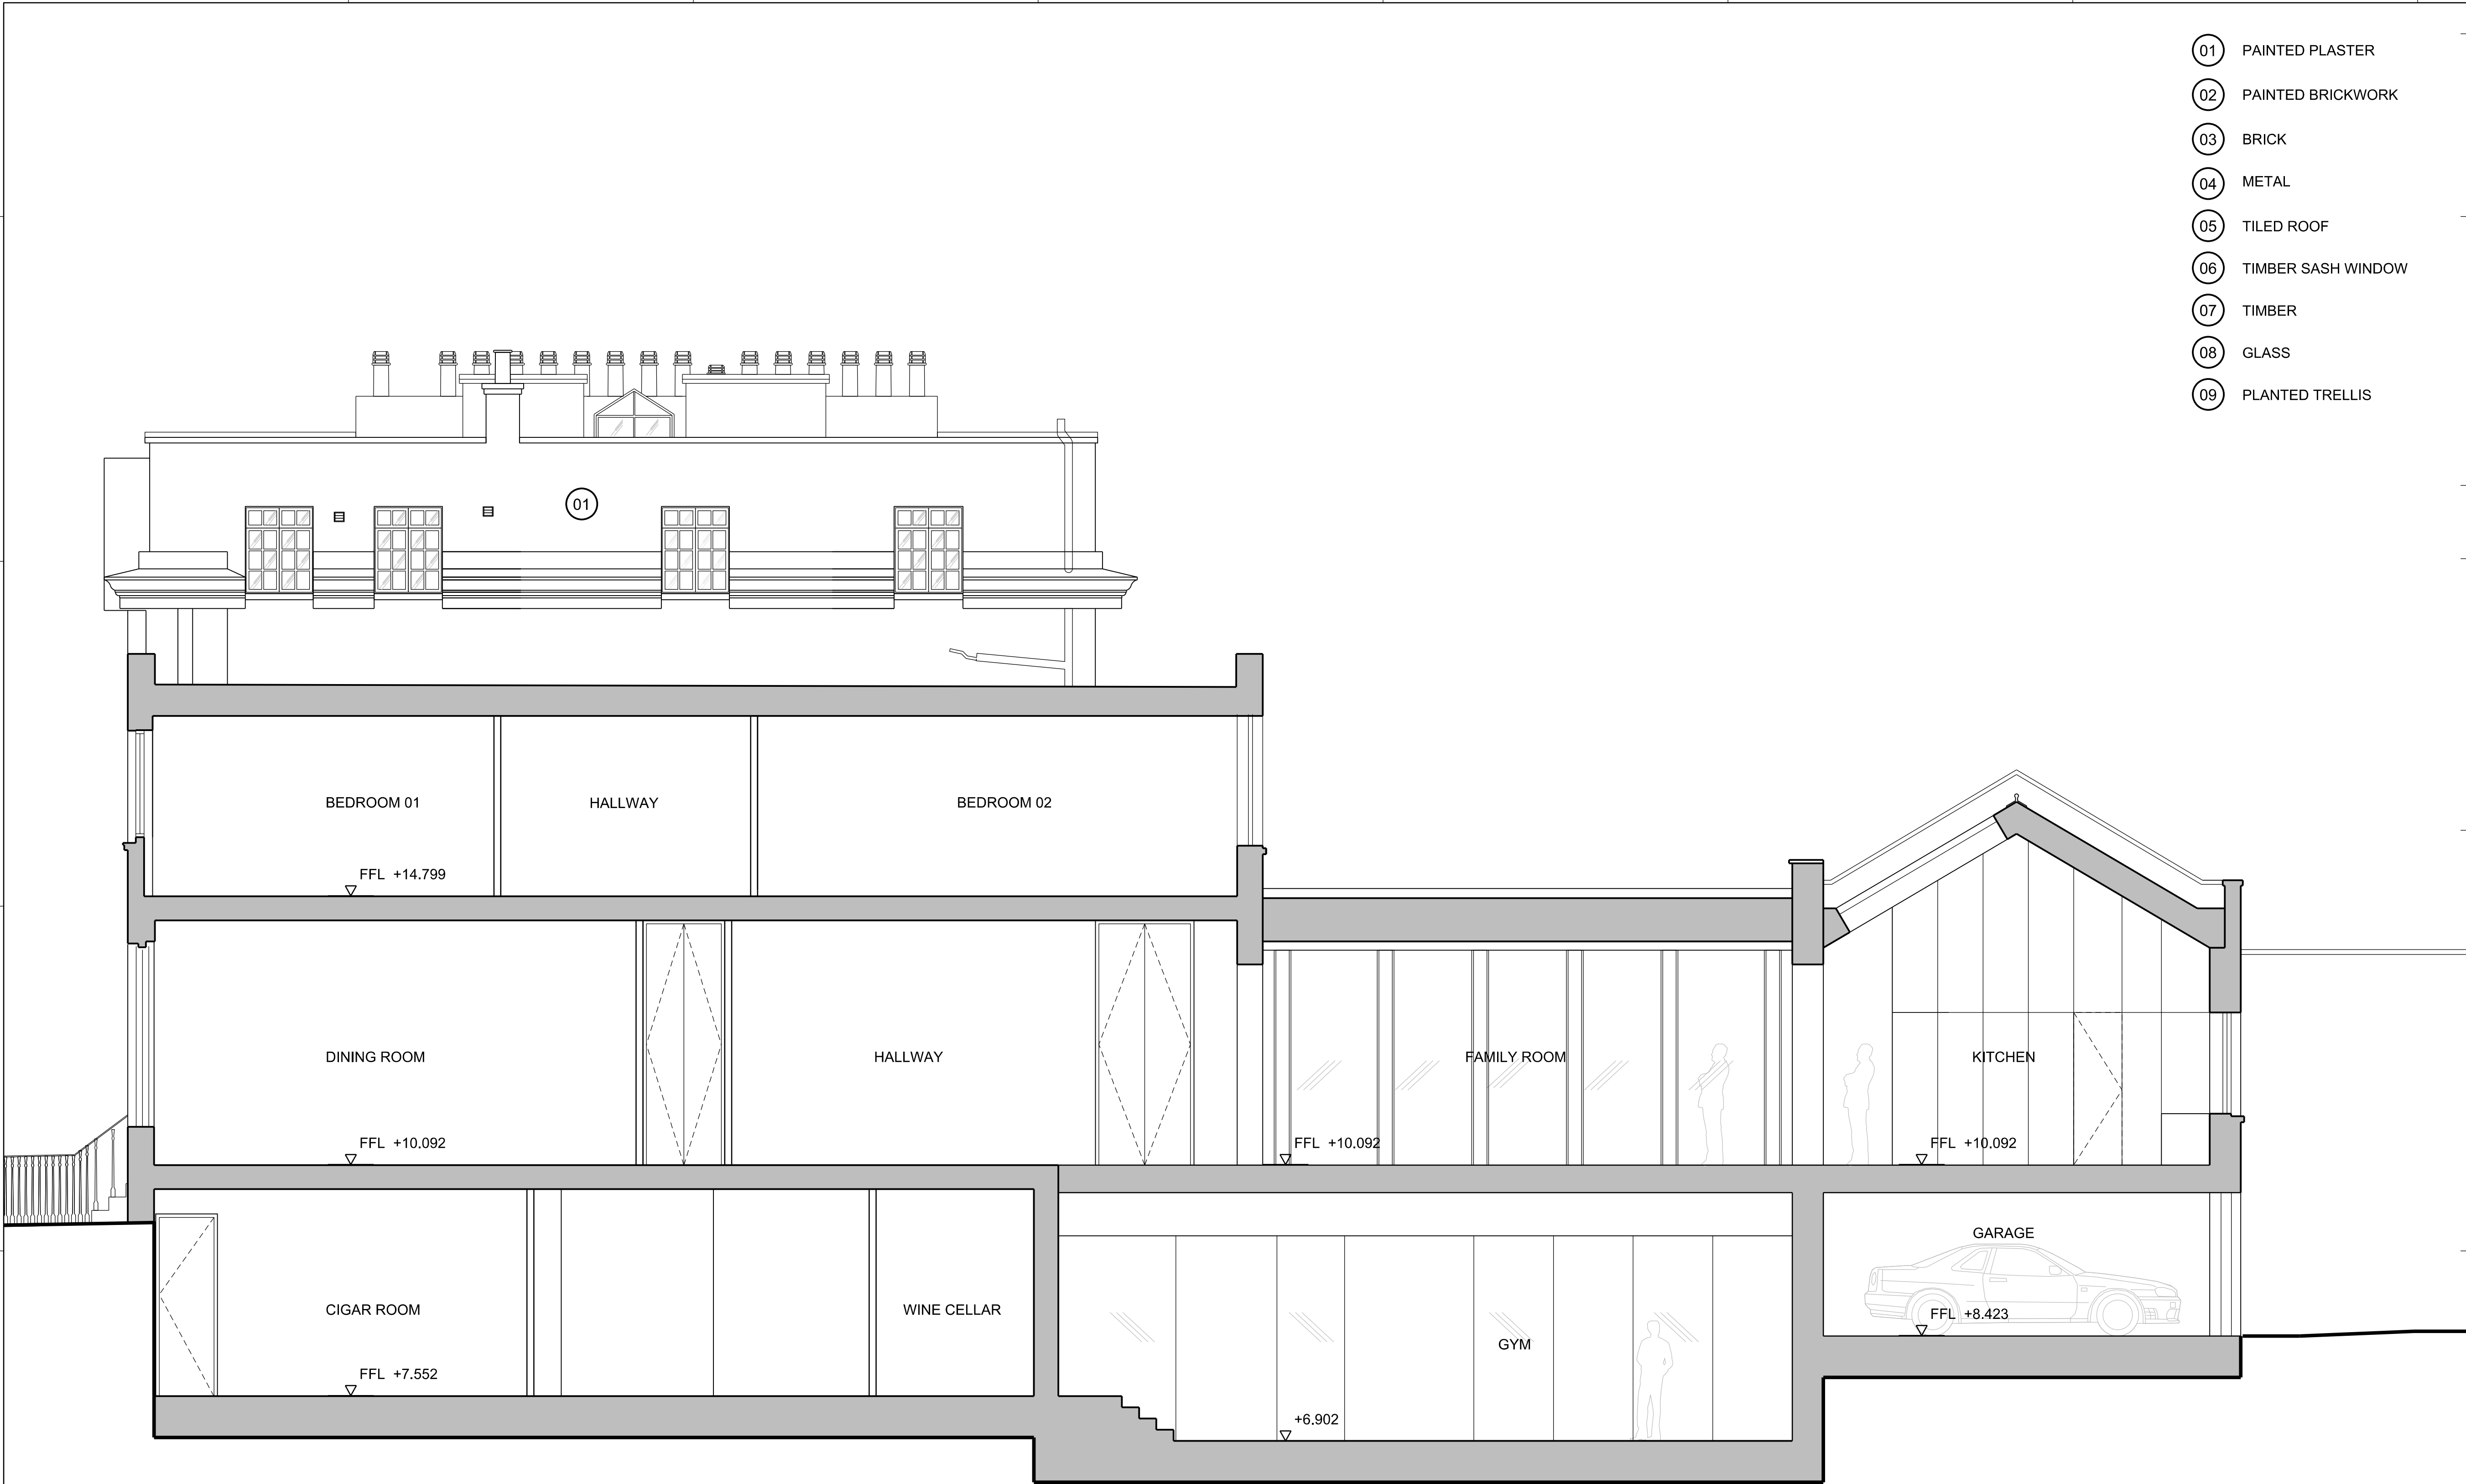 01 PAINTED PLASTER
02 PAINTED BRICKWORK
03 BRICK
04 METAL
05 TILED ROOF
06 TIMBER SASH WINDOW
07 TIMBER
08 GLASS
09 PLANTED TRELLIS
01
BEDROOM 01
HALLWAY
BEDROOM 02
FFL +14.799
DINING ROOM
HALLWAY
FAMILY ROOM
KITCHEN
FFL +10.092
FFL +10.092
FFL +10.092
GARAGE
CIGAR ROOM
WINE CELLAR
FFL +8.423
GYM
FFL +7.552
+6.902